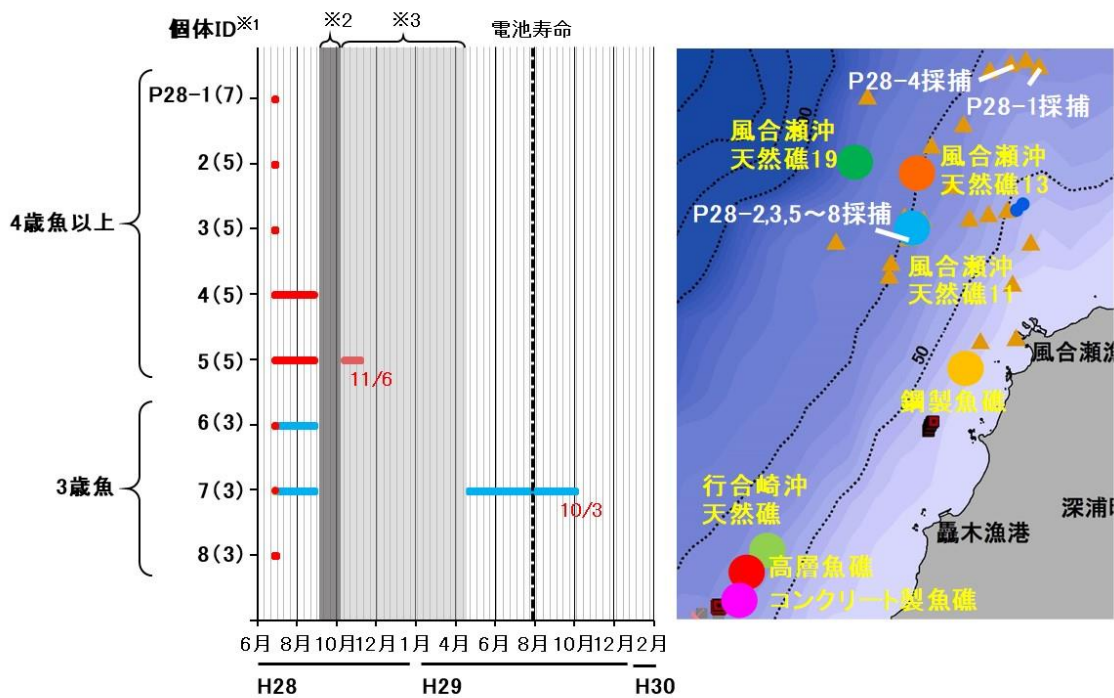 個体ID※1
※2
※3
電池寿命
P28-1(7)
2(5)
3(5)
4歳魚以上
4(5)
5(5)
11/6
6(3)
3歳魚
7(3)
10/3
8(3)
6月 8月 10月 12月 1月 4月 6月 8月 10月 12月 2月
H28 H29 H30
P28-4採捕
P28-1採捕
風合瀬沖
天然礁19
風合瀬沖
天然礁13
P28-2,3,5～8採捕
風合瀬沖
天然礁11
50
風合瀬漁
鋼製魚礁
行合崎沖
天然礁
深浦
轟木漁港
高層魚礁
コンクリート製魚礁